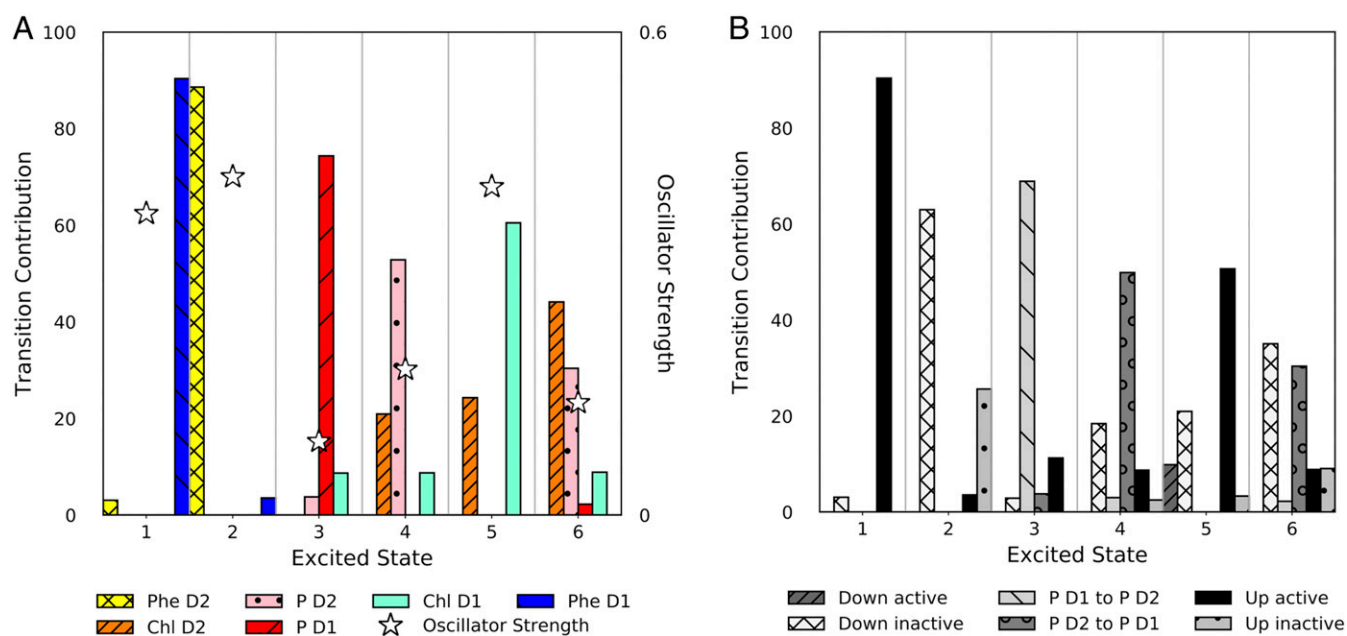 A
B
100
80
60
40
20
0
Transition Contribution
0.6
0
Oscillator Strength
1 2 3 4 5 6
Excited State
Phe D2
P D2
Chl D1
Phe D1
Chl D2
P D1
Oscillator Strength
100
80
60
40
20
0
Transition Contribution
1 2 3 4 5 6
Excited State
Down active
P D1 to P D2
Up active
Down inactive
P D2 to P D1
Up inactive